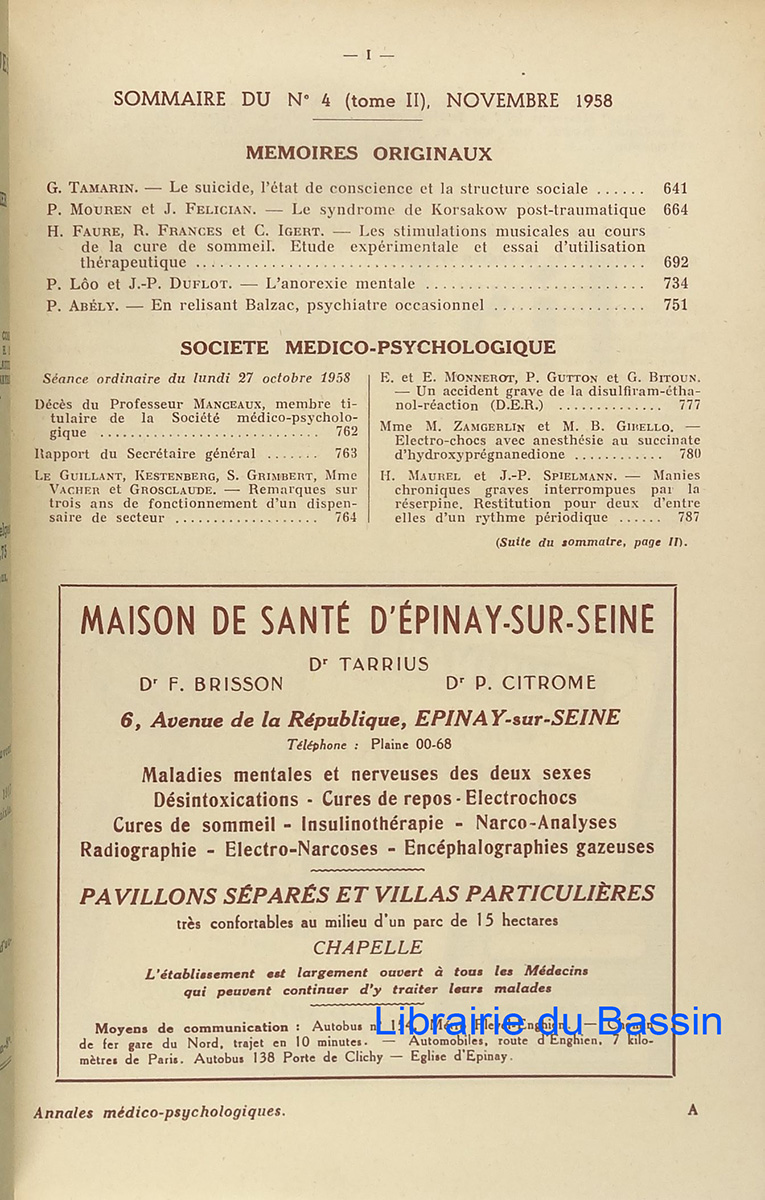 — I —
SOMMAIRE DU N° 4 (tome II), NOVEMBRE 1958
MEMOIRES ORIGINAUX
G. TAMARIN. — Le suicide, l'état de conscience et la structure sociale ...... 641
P. MOUREN et J. FELICIAN. — Le syndrome de Korsakow post-traumatique 664
H. FAURE, R. FRANCES et C. IGERT. — Les stimulations musicales au cours
de la cure de sommeil. Etude expérimentale et essai d'utilisation
thérapeutique ........................................................ 692
P. LÔO et J.-P. DUFLOT. — L'anorexie mentale ........................... 734
P. ABÉLY. — En relisant Balzac, psychiatre occasionnel .................. 751
SOCIETE MEDICO-PSYCHOLOGIQUE
Séance ordinaire du lundi 27 octobre 1958
Décès du Professeur MANCEAUX, membre ti-
tulaire de la Société médico-psycholo-
gique ............................ 762
Rapport du Secrétaire général ....... 763
LE GUILLANT, KESTENBERG, S. GRIMBERT, Mme
VACHER et GROSCLAUDE. — Remarques sur
trois ans de fonctionnement d'un dispen-
saire de secteur .................. 764
E. et E. MONNEROT, P. GUTTON et G. BITOUN.
— Un accident grave de la disulfiram-étha-
nol-réaction (D.E.R.) ............. 777
Mme M. ZAMGERLIN et M. B. GIBELLO. —
Electro-chocs avec anesthésie au succinate
d'hydroxyprégnanedione ............ 780
H. MAUREL et J.-P. SPIELMANN. — Manies
chroniques graves interrompues par la
réserpine. Restitution pour deux d'entre
elles d'un rythme périodique ...... 787
(Suite du sommaire, page II).
MAISON DE SANTÉ D'ÉPINAY-SUR-SEINE
Dr TARRIUS
Dr F. BRISSON Dr P. CITROME
6, Avenue de la République, EPINAY-sur-SEINE
Téléphone : Plaine 00-68
Maladies mentales et nerveuses des deux sexes
Désintoxications - Cures de repos - Electrochocs
Cures de sommeil - Insulinothérapie - Narco-Analyses
Radiographie - Electro-Narcoses - Encéphalographies gazeuses
PAVILLONS SÉPARÉS ET VILLAS PARTICULIÈRES
très confortables au milieu d'un parc de 15 hectares
CHAPELLE
L'établissement est largement ouvert à tous les Médecins
qui peuvent continuer d'y traiter leurs malades
Librairie du Bassin
Moyens de communication : Autobus n° 154, Métro Pleyel-Enghien. — Chemin
de fer gare du Nord, trajet en 10 minutes. — Automobiles, route d'Enghien, 7 kilo-
mètres de Paris. Autobus 138 Porte de Clichy — Eglise d'Epinay.
Annales médico-psychologiques. A